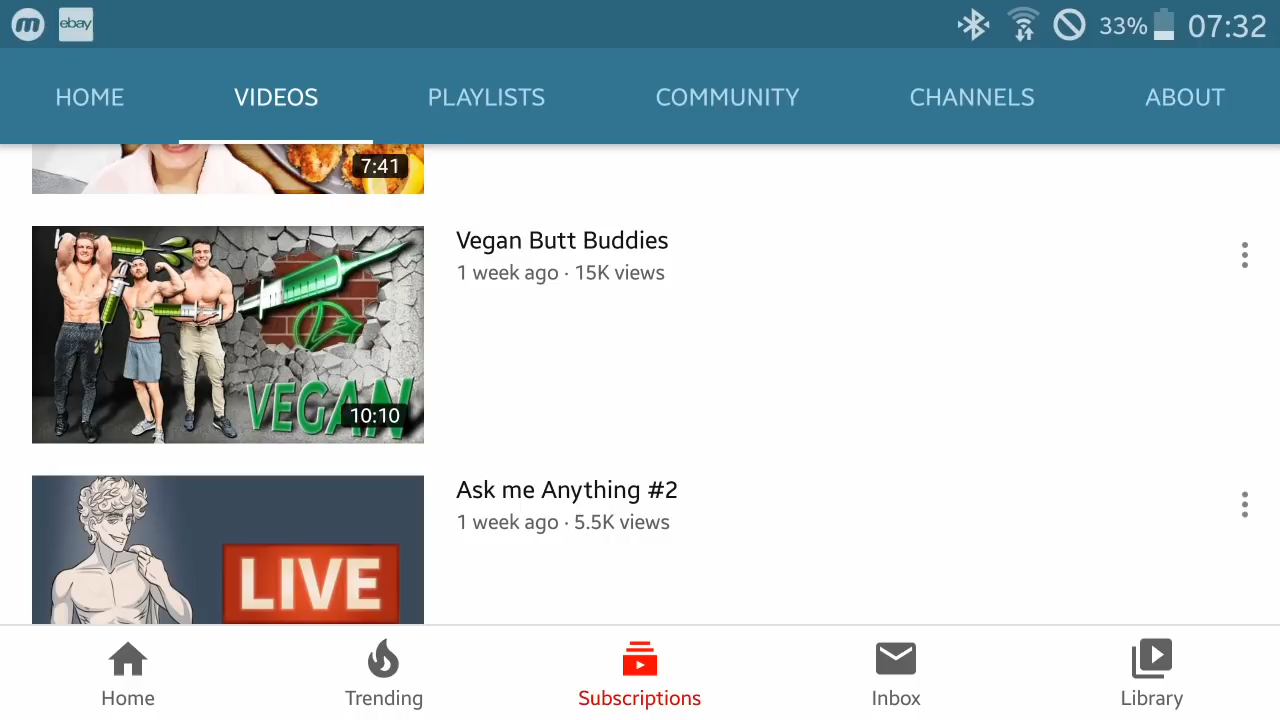 m
ebay
33%
07:32
HOME
VIDEOS
PLAYLISTS
COMMUNITY
CHANNELS
ABOUT
7:41
Vegan Butt Buddies
1 week ago · 15K views
VEGAN
10:10
Ask me Anything #2
1 week ago · 5.5K views
LIVE
Home
Trending
Subscriptions
Inbox
Library